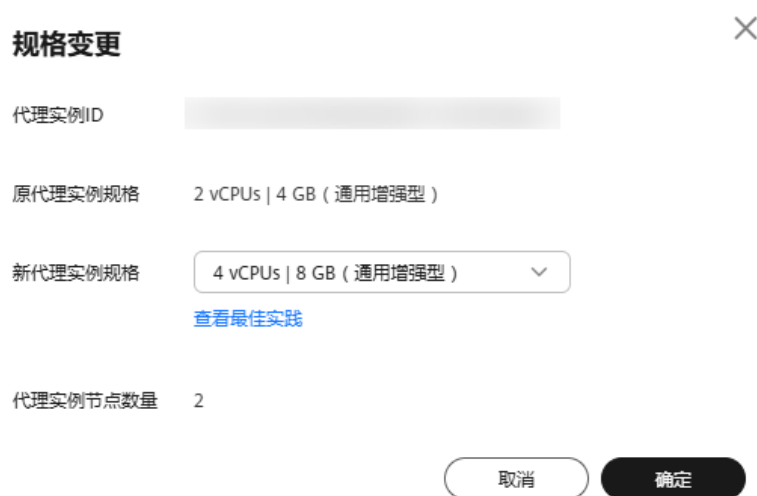 规格变更
代理实例ID
原代理实例规格 2 vCPUs | 4 GB（通用增强型）
新代理实例规格 4 vCPUs | 8 GB（通用增强型）
查看最佳实践
代理实例节点数量 2
取消 确定